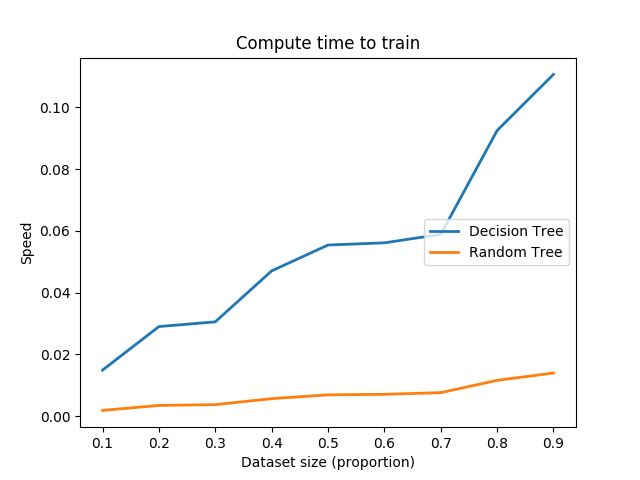 Compute time to train
Speed
0.10
0.08
0.06
0.04
0.02
0.00
Decision Tree
Random Tree
0.1 0.2 0.3 0.4 0.5 0.6 0.7 0.8 0.9
Dataset size (proportion)